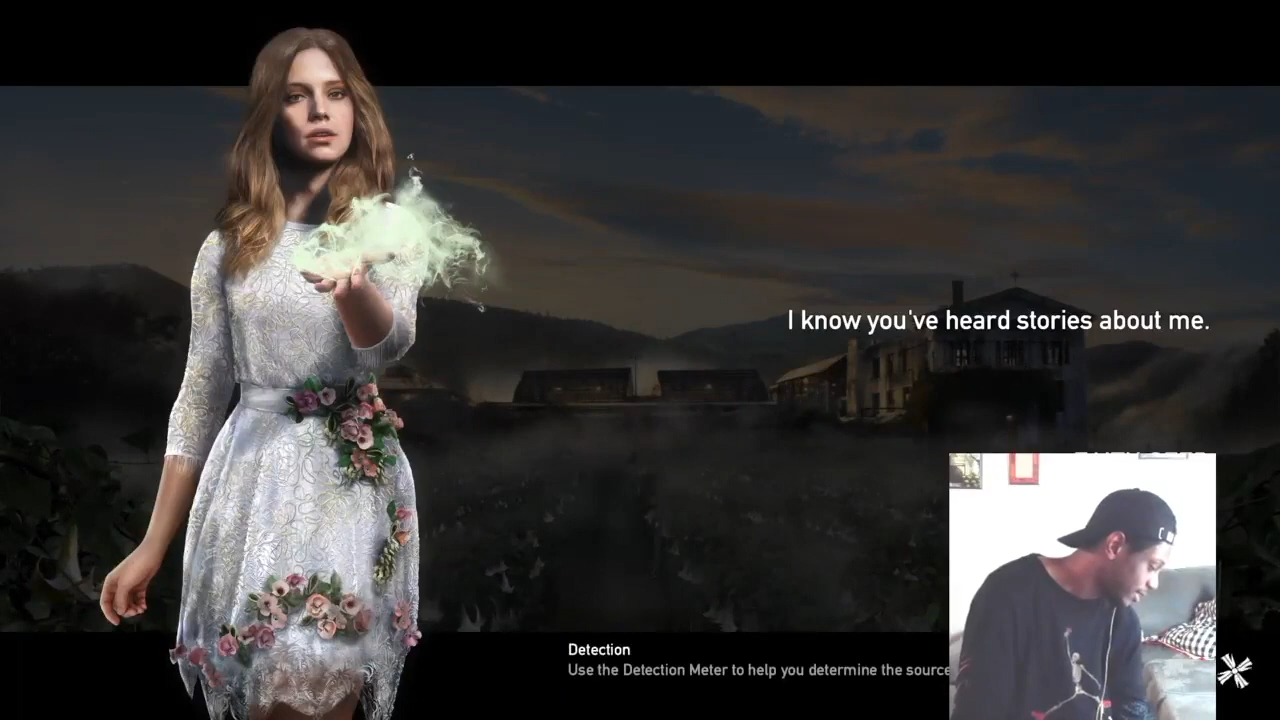 I know you've heard stories about me.
Detection
Use the Detection Meter to help you determine the source